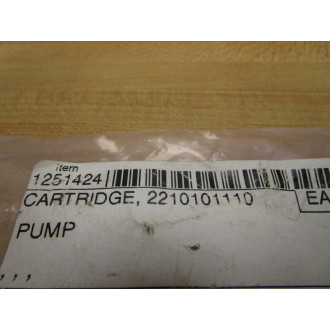 item
1251424
CARTRIDGE, 2210101110
EA
PUMP
, , ,